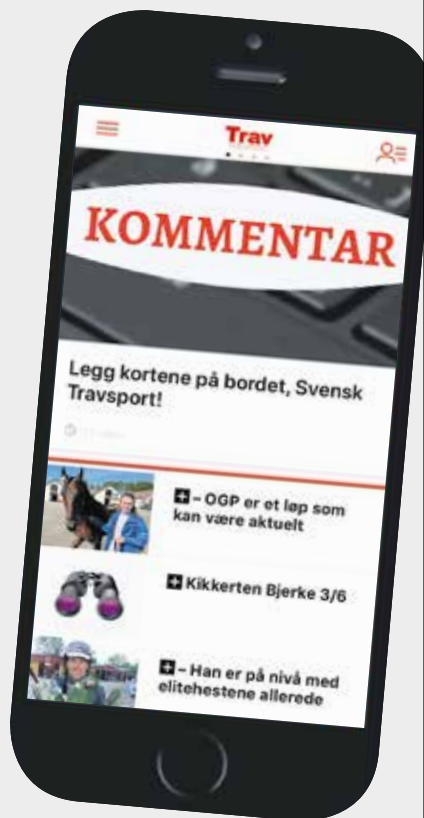 Trav
KOMMENTAR
Legg kortene på bordet, Svensk
Travsport!
+ – OGP er et løp som
kan være aktuelt
+ Kikkerten Bjerke 3/6
+ – Han er på nivå med
elitehestene allerede